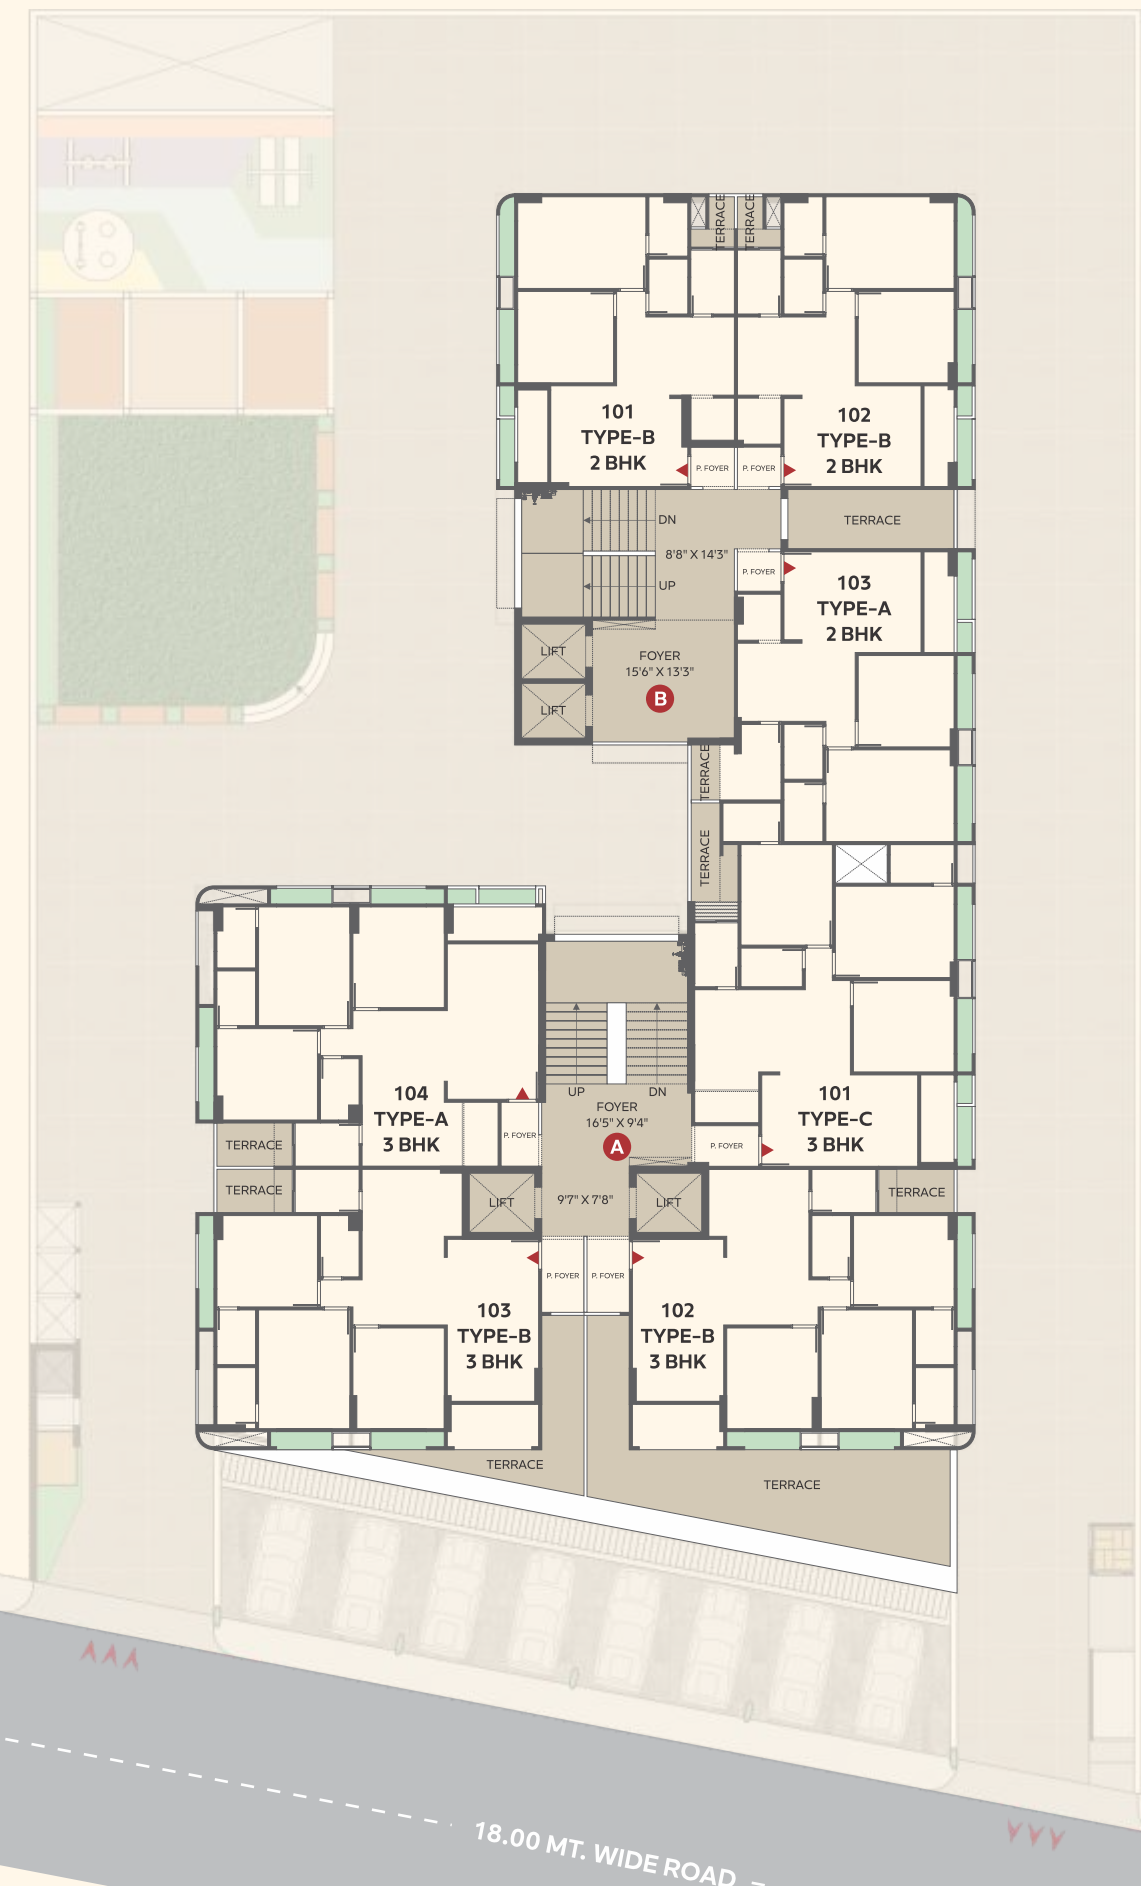 TERRACE
TERRACE
101
TYPE-B
2 BHK
102
TYPE-B
2 BHK
P. FOYER
P. FOYER
DN
TERRACE
8'8" X 14'3"
P. FOYER
UP
103
TYPE-A
2 BHK
LIFT
FOYER
15'6" X 13'3"
B
LIFT
TERRACE
TERRACE
UP
DN
104
TYPE-A
3 BHK
FOYER
16'5" X 9'4"
A
101
TYPE-C
3 BHK
P. FOYER
P. FOYER
TERRACE
TERRACE
LIFT
9'7" X 7'8"
LIFT
TERRACE
P. FOYER
P. FOYER
103
TYPE-B
3 BHK
102
TYPE-B
3 BHK
TERRACE
TERRACE
18.00 MT. WIDE ROAD